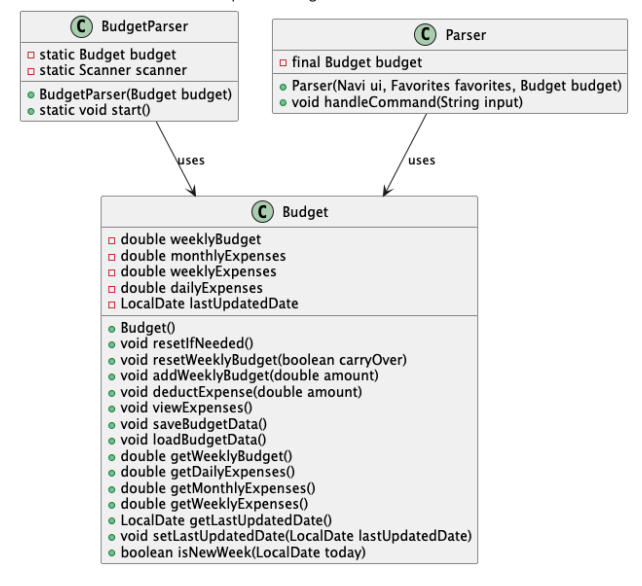 C BudgetParser
static Budget budget
static Scanner scanner
BudgetParser(Budget budget)
static void start()
C Parser
final Budget budget
Parser(Navi ui, Favorites favorites, Budget budget)
void handleCommand(String input)
uses
uses
C Budget
double weeklyBudget
double monthlyExpenses
double weeklyExpenses
double dailyExpenses
LocalDate lastUpdatedDate
Budget()
void resetIfNeeded()
void resetWeeklyBudget(boolean carryOver)
void addWeeklyBudget(double amount)
void deductExpense(double amount)
void viewExpenses()
void saveBudgetData()
void loadBudgetData()
double getWeeklyBudget()
double getDailyExpenses()
double getMonthlyExpenses()
double getWeeklyExpenses()
LocalDate getLastUpdatedDate()
void setLastUpdatedDate(LocalDate lastUpdatedDate)
boolean isNewWeek(LocalDate today)